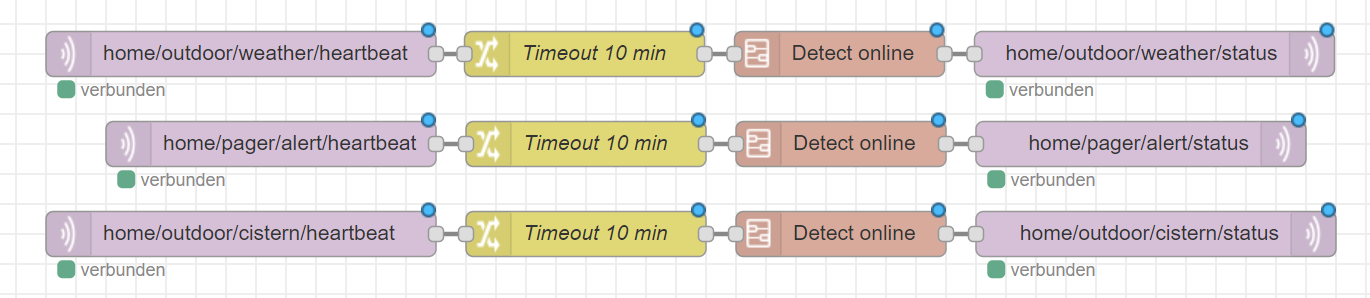 home/outdoor/weather/heartbeat Timeout 10 min Detect online home/outdoor/weather/status
verbunden verbunden
home/pager/alert/heartbeat Timeout 10 min Detect online home/pager/alert/status
verbunden verbunden
home/outdoor/cistern/heartbeat Timeout 10 min Detect online home/outdoor/cistern/status
verbunden verbunden